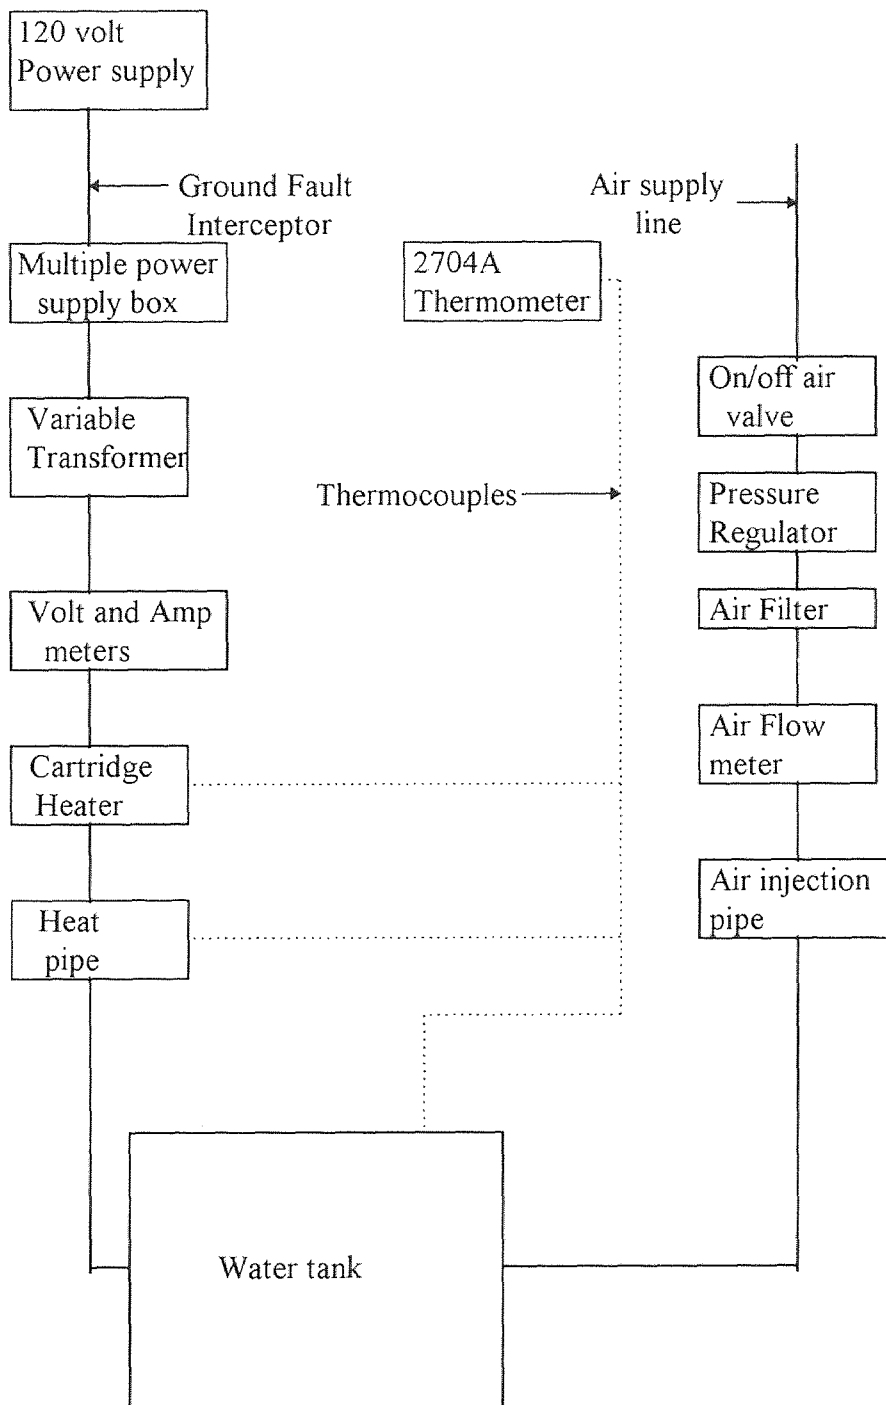 120 volt
Power supply
Ground Fault
Interceptor
Air supply
line
Multiple power
supply box
2704A
Thermometer
On/off air
valve
Variable
Transformer
Thermocouples
Pressure
Regulator
Volt and Amp
meters
Air Filter
Air Flow
meter
Cartridge
Heater
Air injection
pipe
Heat
pipe
Water tank